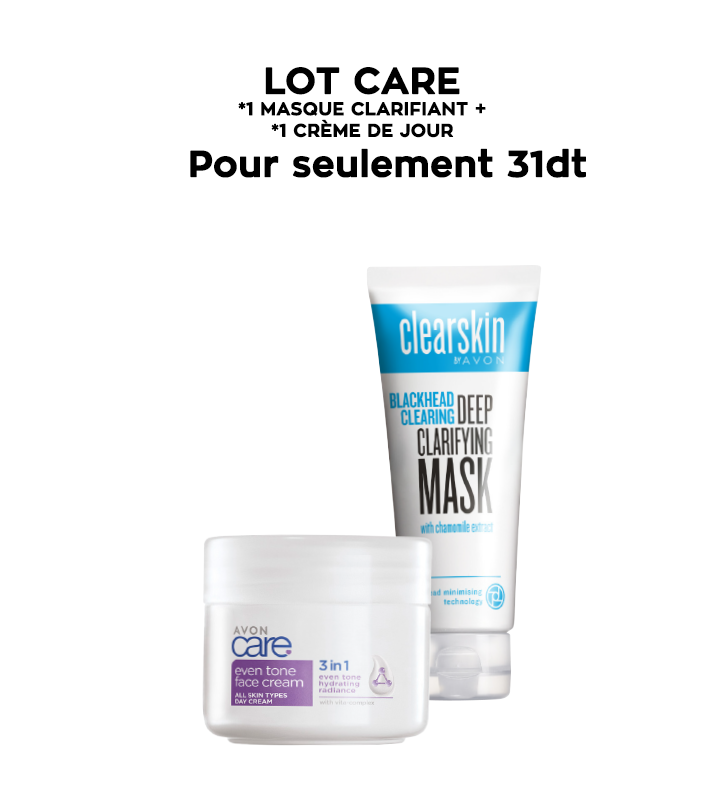 LOT CARE
*1 MASQUE CLARIFIANT +
*1 CRÈME DE JOUR
Pour seulement 31dt
clearskin
BY AVON
BLACKHEAD
CLEARING DEEP
CLARIFYING
MASK
with chamomile extract
minimising
technology
AVON
care
even tone
face cream
ALL SKIN TYPES
DAY CREAM
3 in 1
even tone
hydrating
radiance